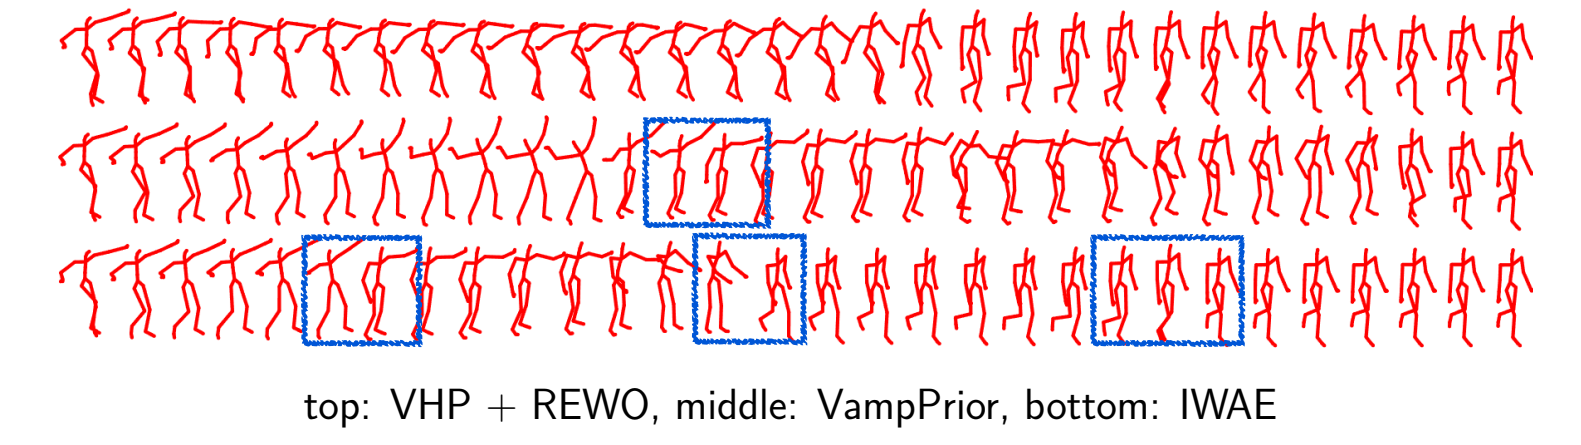 top: VHP + REWO, middle: VampPrior, bottom: IWAE